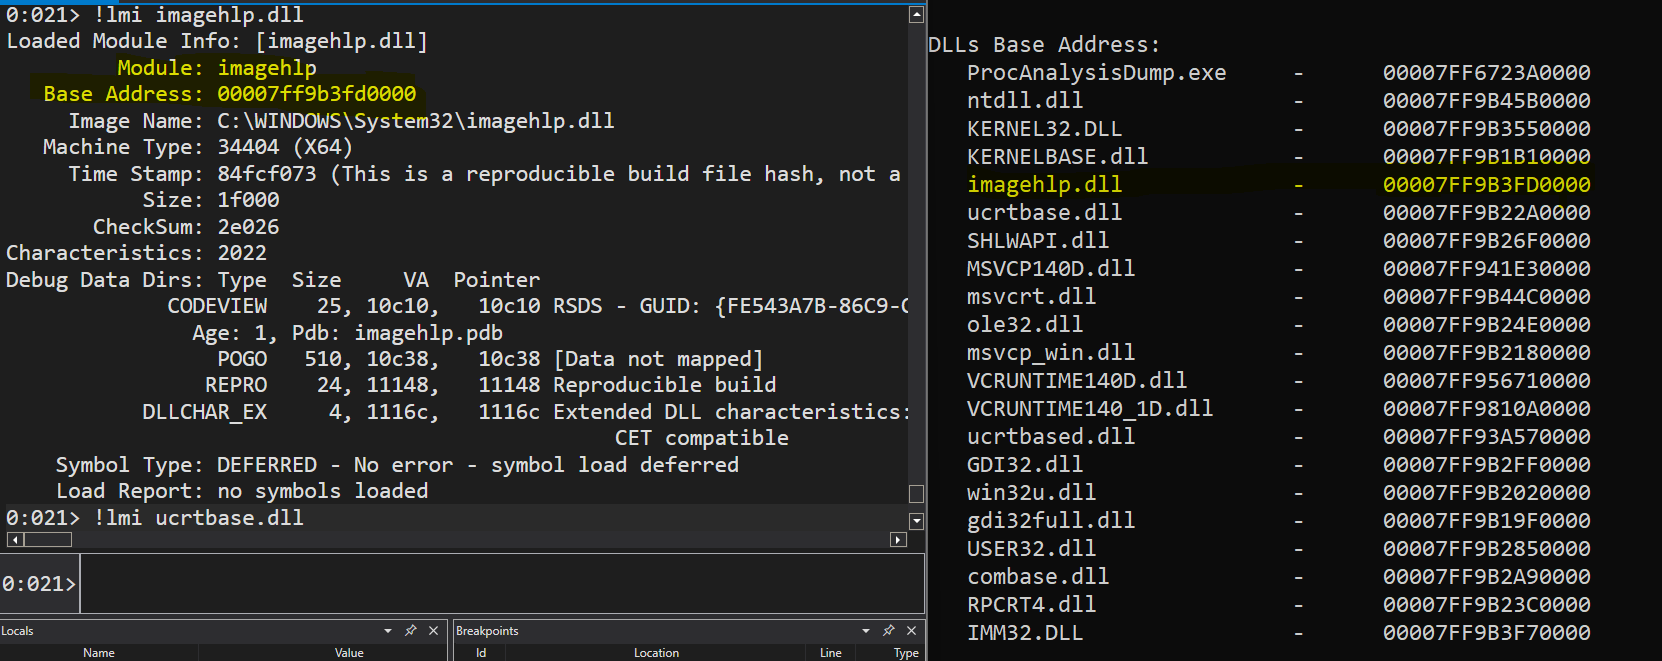 0:021> !lmi imagehlp.dll
Loaded Module Info: [imagehlp.dll]
Module: imagehlp
Base Address: 00007ff9b3fd0000
Image Name: C:\WINDOWS\System32\imagehlp.dll
Machine Type: 34404 (X64)
Time Stamp: 84fcf073 (This is a reproducible build file hash, not a
Size: 1f000
CheckSum: 2e026
Characteristics: 2022
Debug Data Dirs: Type Size VA Pointer
CODEVIEW 25, 10c10, 10c10 RSDS - GUID: {FE543A7B-86C9-
Age: 1, Pdb: imagehlp.pdb
POGO 510, 10c38, 10c38 [Data not mapped]
REPRO 24, 11148, 11148 Reproducible build
DLLCHAR_EX 4, 1116c, 1116c Extended DLL characteristics:
CET compatible
Symbol Type: DEFERRED - No error - symbol load deferred
Load Report: no symbols loaded
0:021> !lmi ucrtbase.dll
0:021>
Locals
Name Value
Breakpoints
Id Location Line Type
DLLs Base Address:
ProcAnalysisDump.exe - 00007FF6723A0000
ntdll.dll - 00007FF9B45B0000
KERNEL32.DLL - 00007FF9B3550000
KERNELBASE.dll - 00007FF9B1B10000
imagehlp.dll - 00007FF9B3FD0000
ucrtbase.dll - 00007FF9B22A0000
SHLWAPI.dll - 00007FF9B26F0000
MSVCP140D.dll - 00007FF941E30000
msvcrt.dll - 00007FF9B44C0000
ole32.dll - 00007FF9B24E0000
msvcp_win.dll - 00007FF9B2180000
VCRUNTIME140D.dll - 00007FF956710000
VCRUNTIME140_1D.dll - 00007FF9810A0000
ucrtbased.dll - 00007FF93A570000
GDI32.dll - 00007FF9B2FF0000
win32u.dll - 00007FF9B2020000
gdi32full.dll - 00007FF9B19F0000
USER32.dll - 00007FF9B2850000
combase.dll - 00007FF9B2A90000
RPCRT4.dll - 00007FF9B23C0000
IMM32.DLL - 00007FF9B3F70000